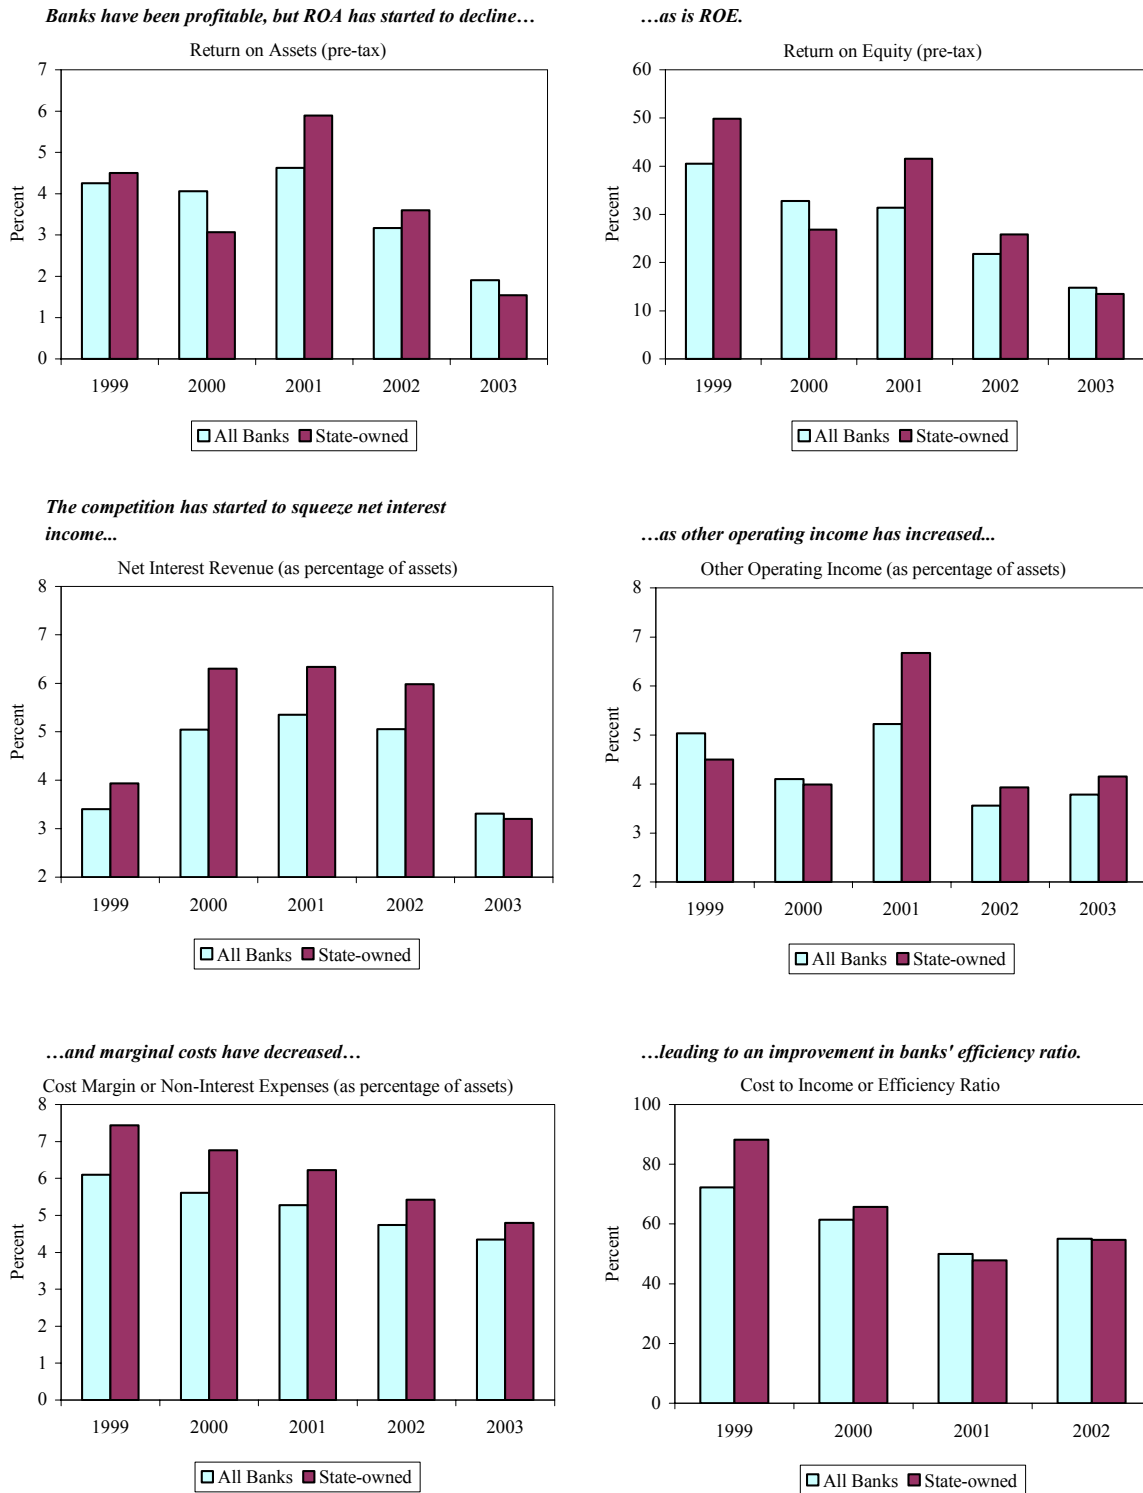 Banks have been profitable, but ROA has started to decline…
Return on Assets (pre-tax)
7
6
5
4
3
2
1
0
Percent
1999 2000 2001 2002 2003
All Banks State-owned
…as is ROE.
Return on Equity (pre-tax)
60
50
40
30
20
10
0
Percent
1999 2000 2001 2002 2003
All Banks State-owned
The competition has started to squeeze net interest
income...
Net Interest Revenue (as percentage of assets)
8
7
6
5
4
3
2
Percent
1999 2000 2001 2002 2003
All Banks State-owned
…as other operating income has increased...
Other Operating Income (as percentage of assets)
8
7
6
5
4
3
2
Percent
1999 2000 2001 2002 2003
All Banks State-owned
…and marginal costs have decreased…
Cost Margin or Non-Interest Expenses (as percentage of assets)
8
7
6
5
4
3
2
1
0
Percent
1999 2000 2001 2002 2003
All Banks State-owned
…leading to an improvement in banks' efficiency ratio.
Cost to Income or Efficiency Ratio
100
80
60
40
20
0
Percent
1999 2000 2001 2002
All Banks State-owned